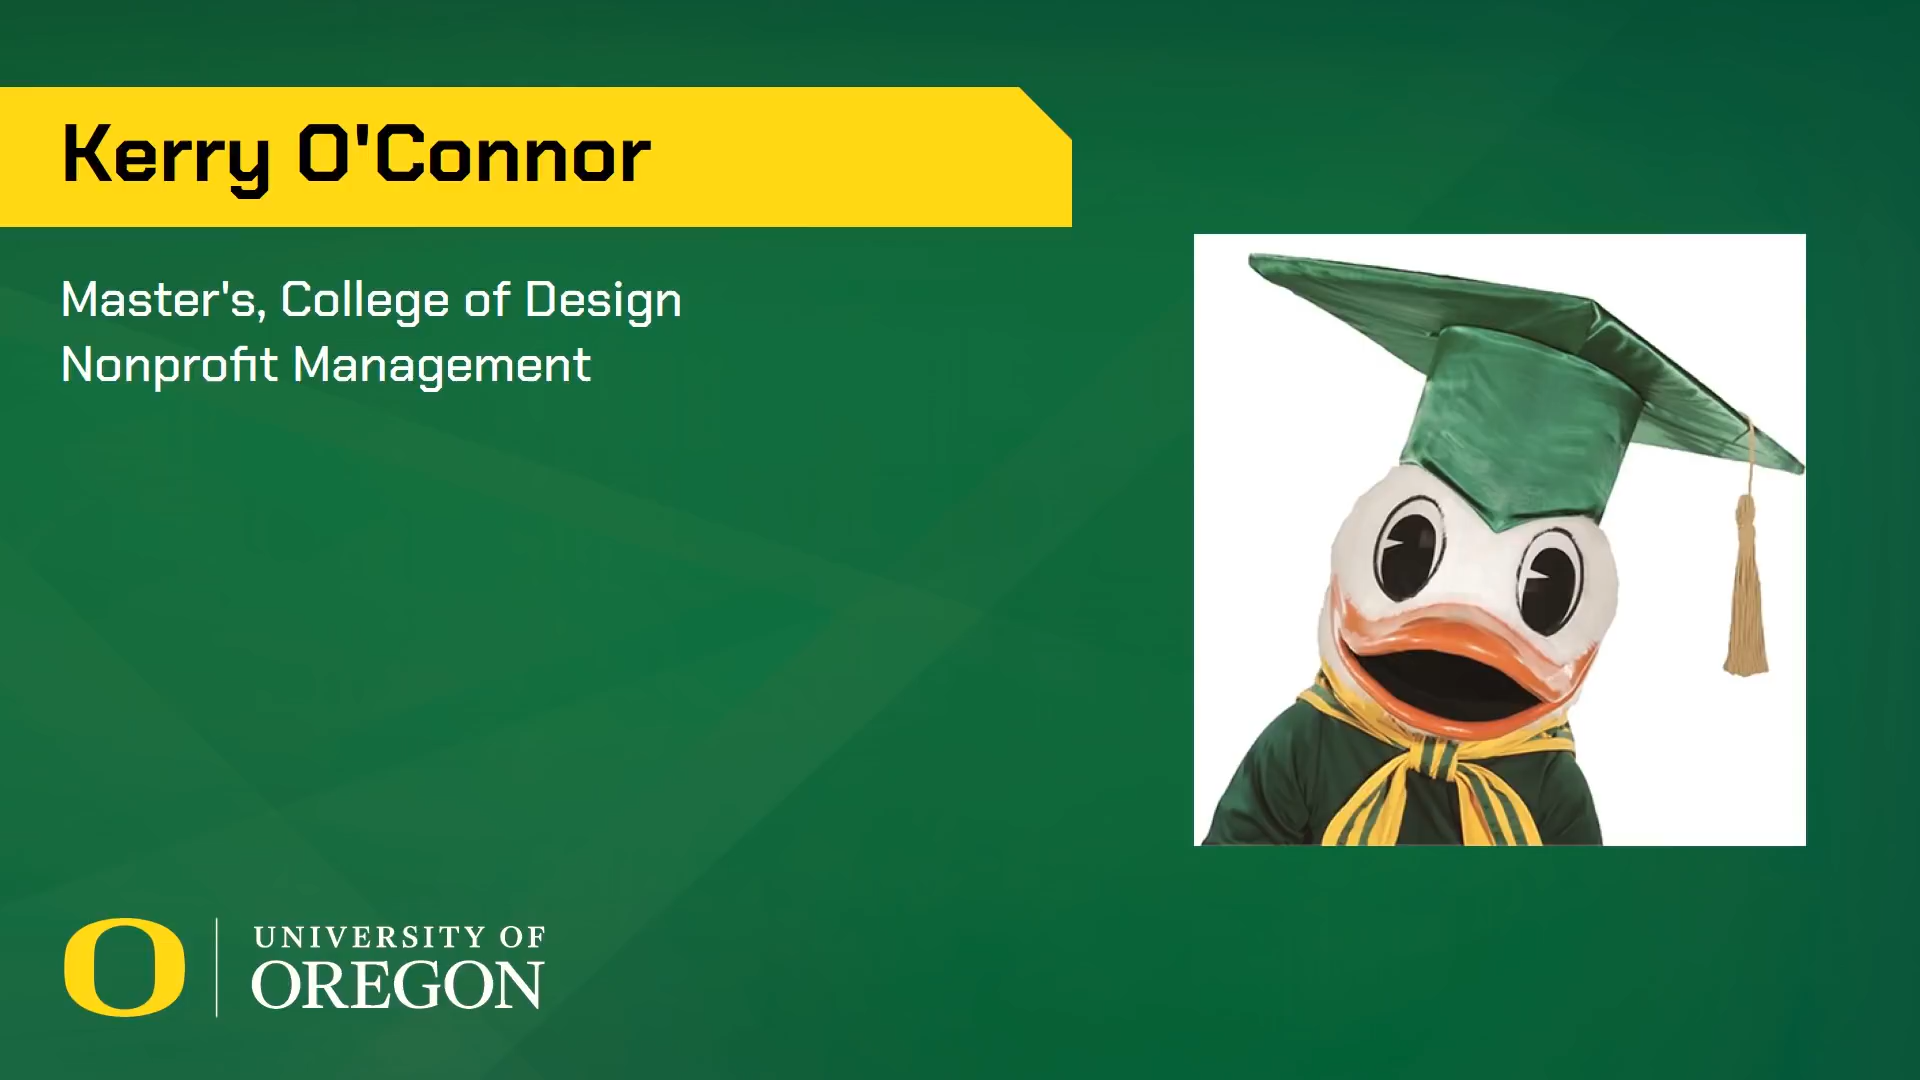 Kerry O'Connor
Master's, College of Design
Nonprofit Management
O
UNIVERSITY OF
OREGON